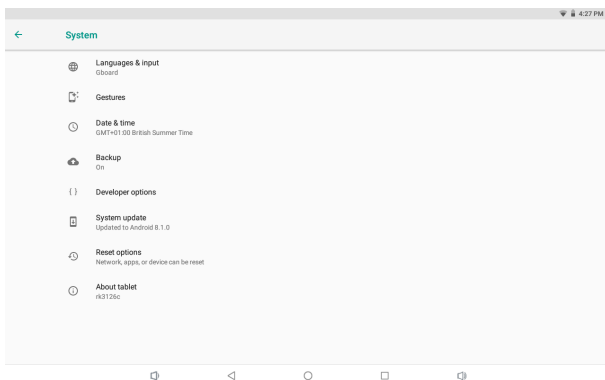 4:27 PM
System
Languages & input
Gboard
Gestures
Date & time
GMT+01:00 British Summer Time
Backup
On
{ } Developer options
System update
Updated to Android 8.1.0
Reset options
Network, apps, or device can be reset
About tablet
rk3126c